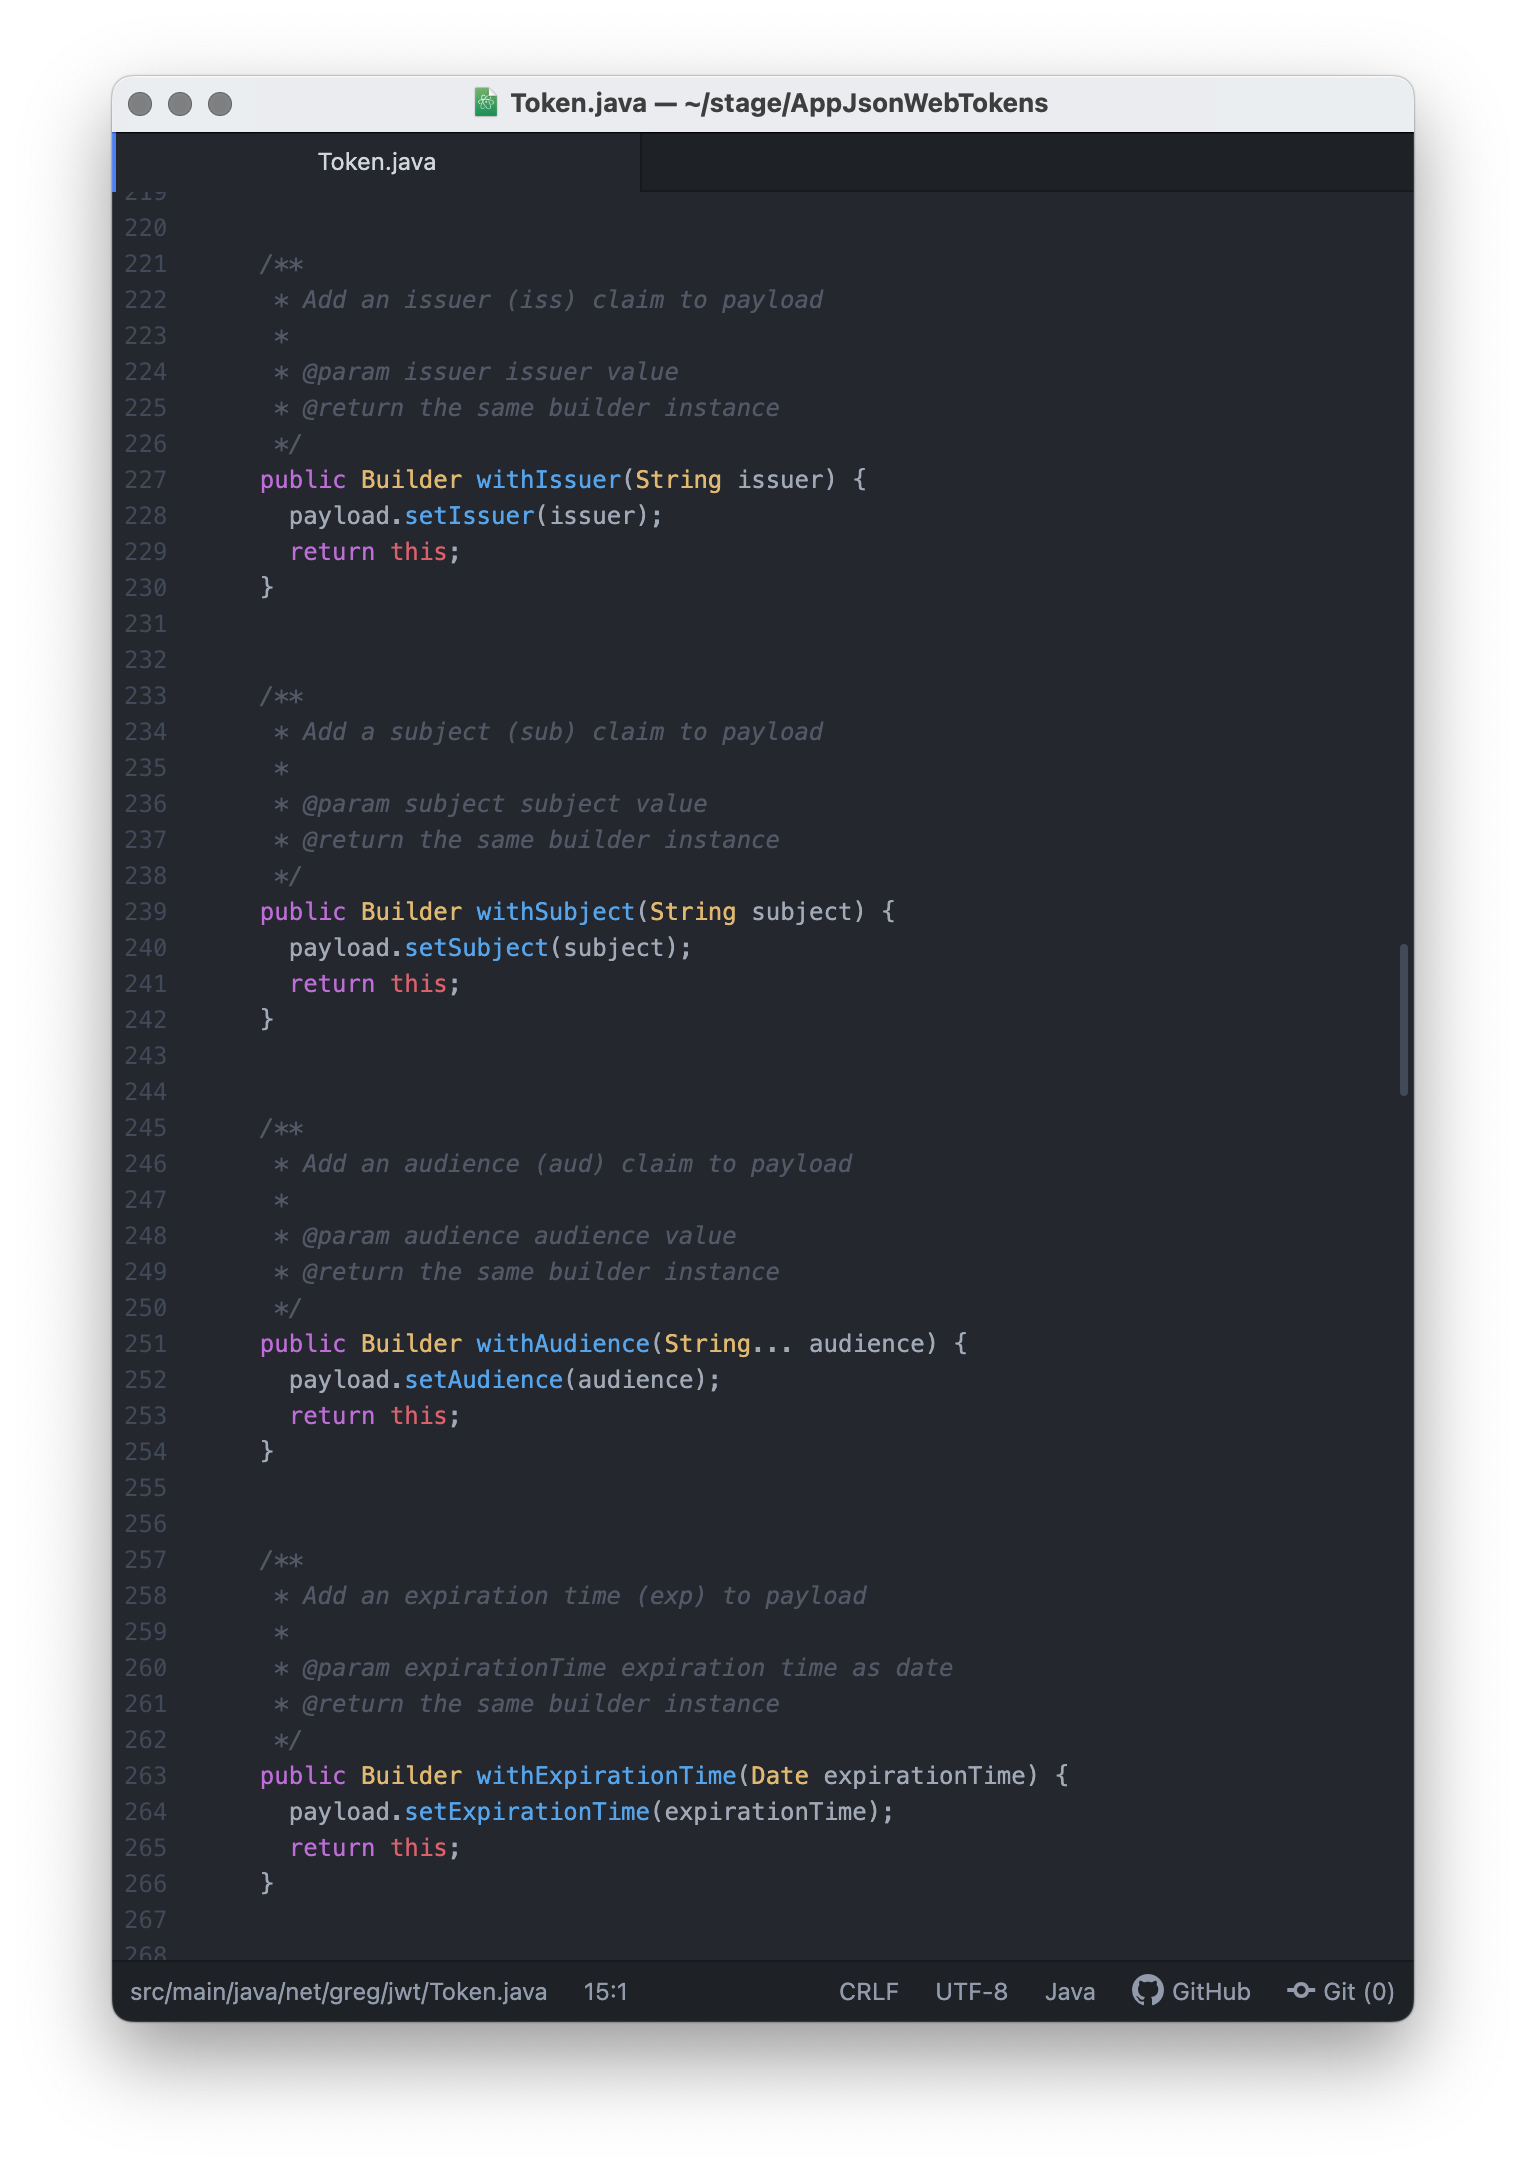 Token.java — ~/stage/AppJsonWebTokens
Token.java
219
220
221 /**
222 * Add an issuer (iss) claim to payload
223 *
224 * @param issuer issuer value
225 * @return the same builder instance
226 */
227 public Builder withIssuer(String issuer) {
228 payload.setIssuer(issuer);
229 return this;
230 }
231
232
233 /**
234 * Add a subject (sub) claim to payload
235 *
236 * @param subject subject value
237 * @return the same builder instance
238 */
239 public Builder withSubject(String subject) {
240 payload.setSubject(subject);
241 return this;
242 }
243
244
245 /**
246 * Add an audience (aud) claim to payload
247 *
248 * @param audience audience value
249 * @return the same builder instance
250 */
251 public Builder withAudience(String... audience) {
252 payload.setAudience(audience);
253 return this;
254 }
255
256
257 /**
258 * Add an expiration time (exp) to payload
259 *
260 * @param expirationTime expiration time as date
261 * @return the same builder instance
262 */
263 public Builder withExpirationTime(Date expirationTime) {
264 payload.setExpirationTime(expirationTime);
265 return this;
266 }
267
268
src/main/java/net/greg/jwt/Token.java 15:1 CRLF UTF-8 Java GitHub Git (0)